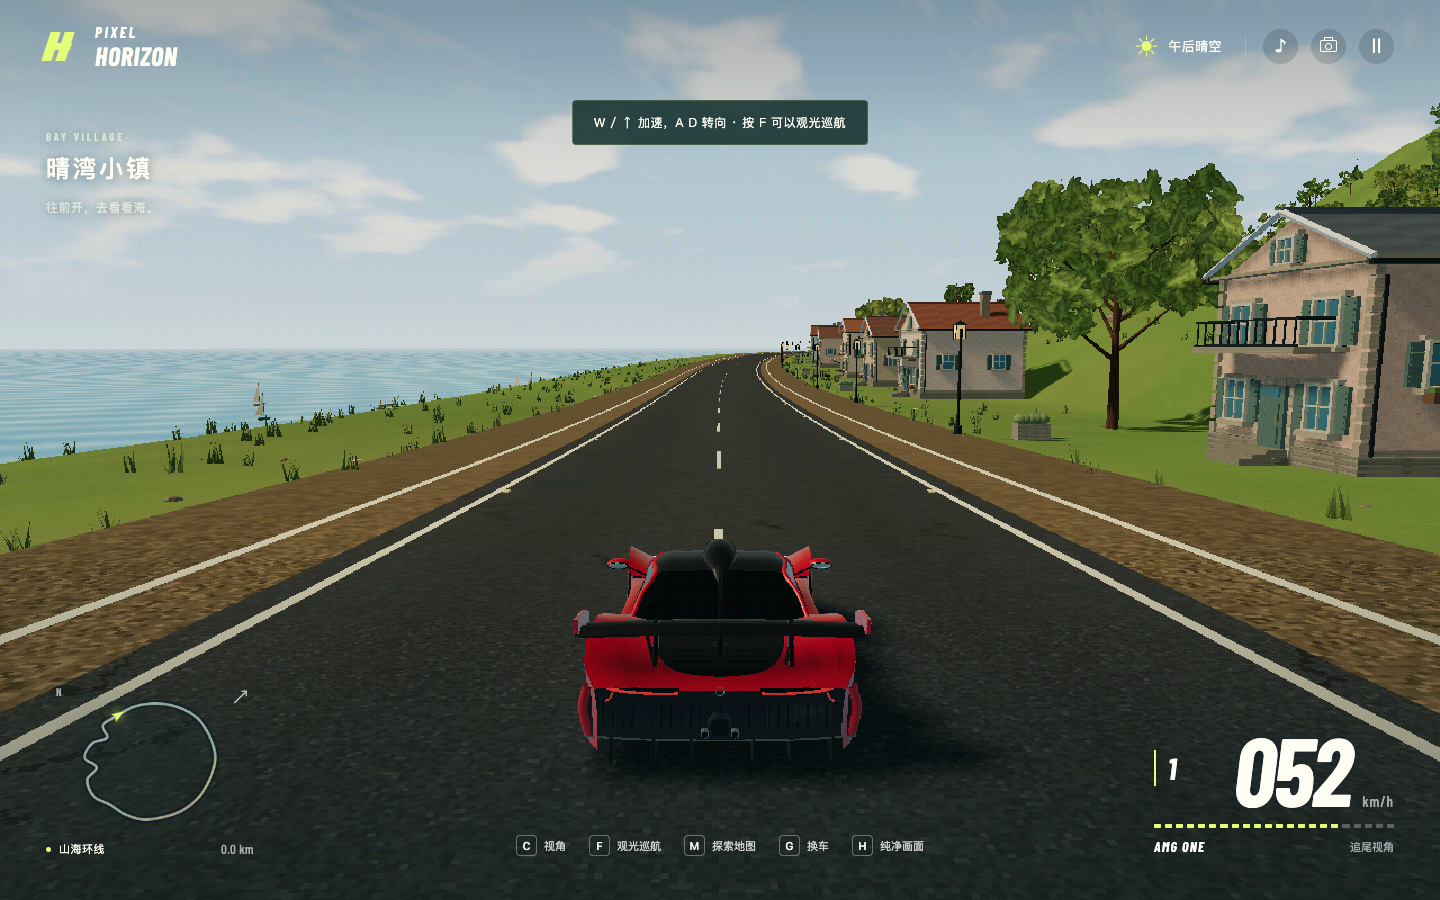 PIXEL
HORIZON
午后晴空
W / ↑ 加速，A D 转向 · 按 F 可以观光巡航
BAY VILLAGE
晴湾小镇
往前开，去看看海。
N
山海环线
0.0 km
C 视角
F 观光巡航
M 探索地图
G 换车
H 纯净画面
1
052 km/h
AMG ONE
追尾视角